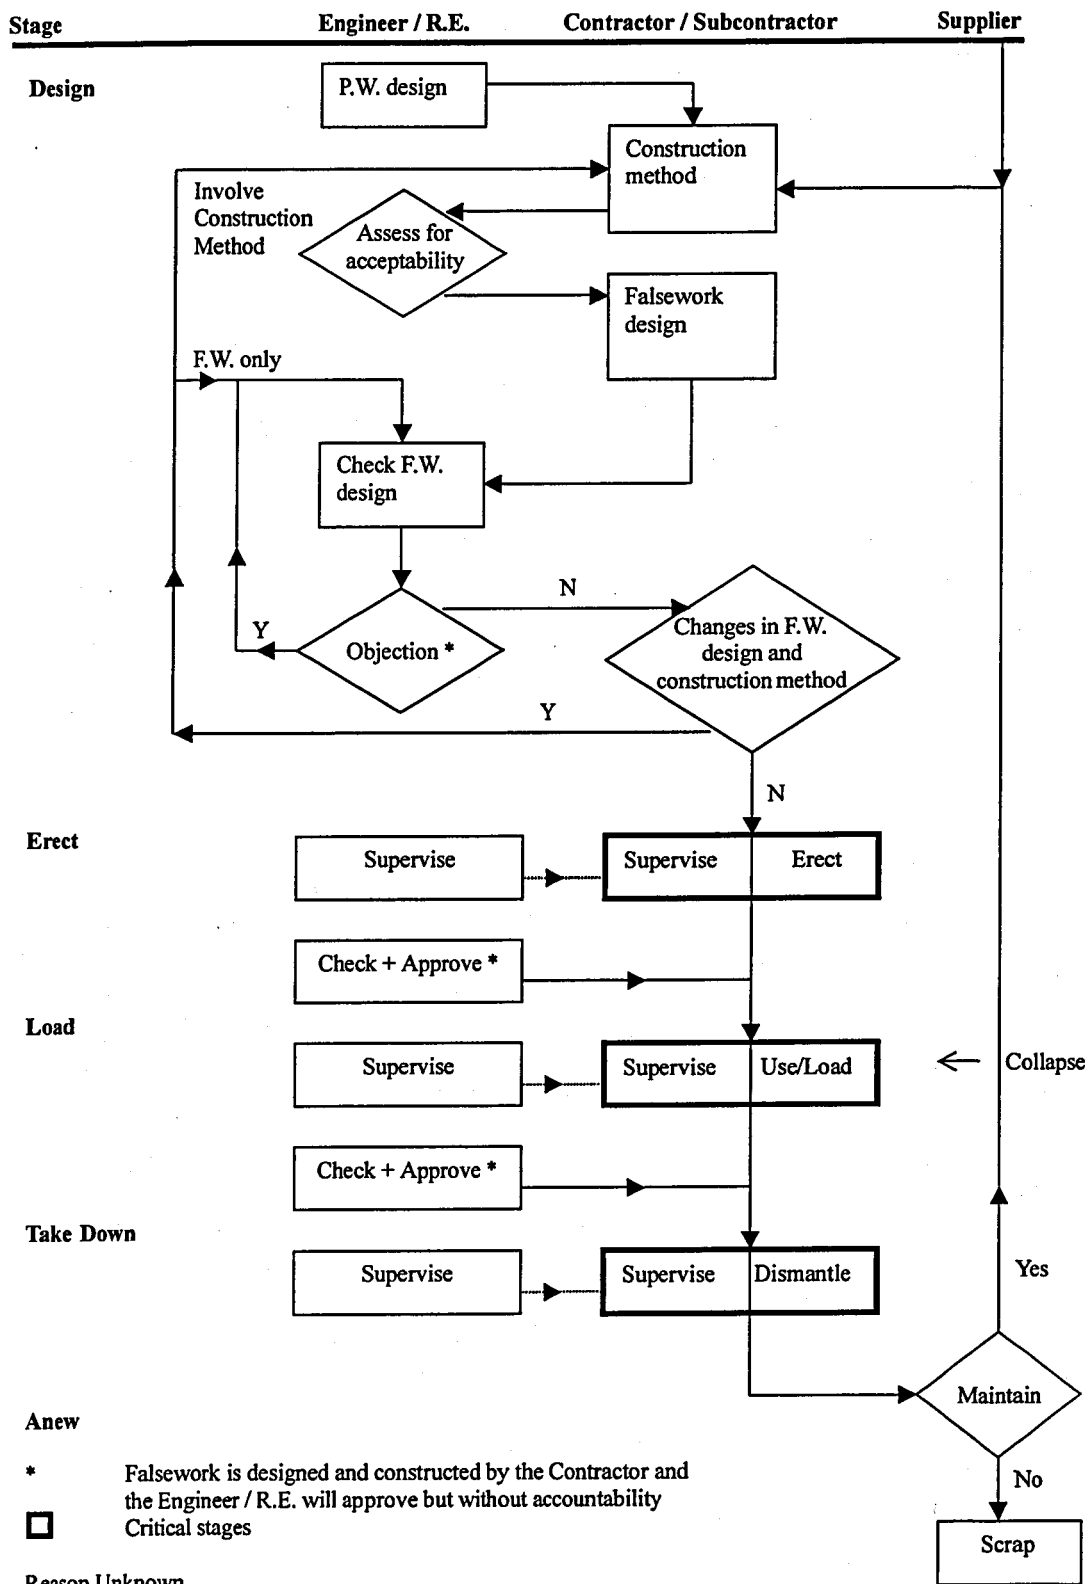 Stage Engineer / R.E. Contractor / Subcontractor Supplier
Design
P.W. design
Construction
method
Involve
Construction
Method
Assess for
acceptability
Falsework
design
F.W. only
Check F.W.
design
N
Y
Objection *
Changes in F.W.
design and
construction method
Y
N
Erect
Supervise
Supervise
Erect
Check + Approve *
Load
Supervise
Supervise
Use/Load
Collapse
Check + Approve *
Take Down
Supervise
Supervise
Dismantle
Yes
Maintain
Anew
* Falsework is designed and constructed by the Contractor and
the Engineer / R.E. will approve but without accountability
Critical stages
No
Scrap
Reason Unknown